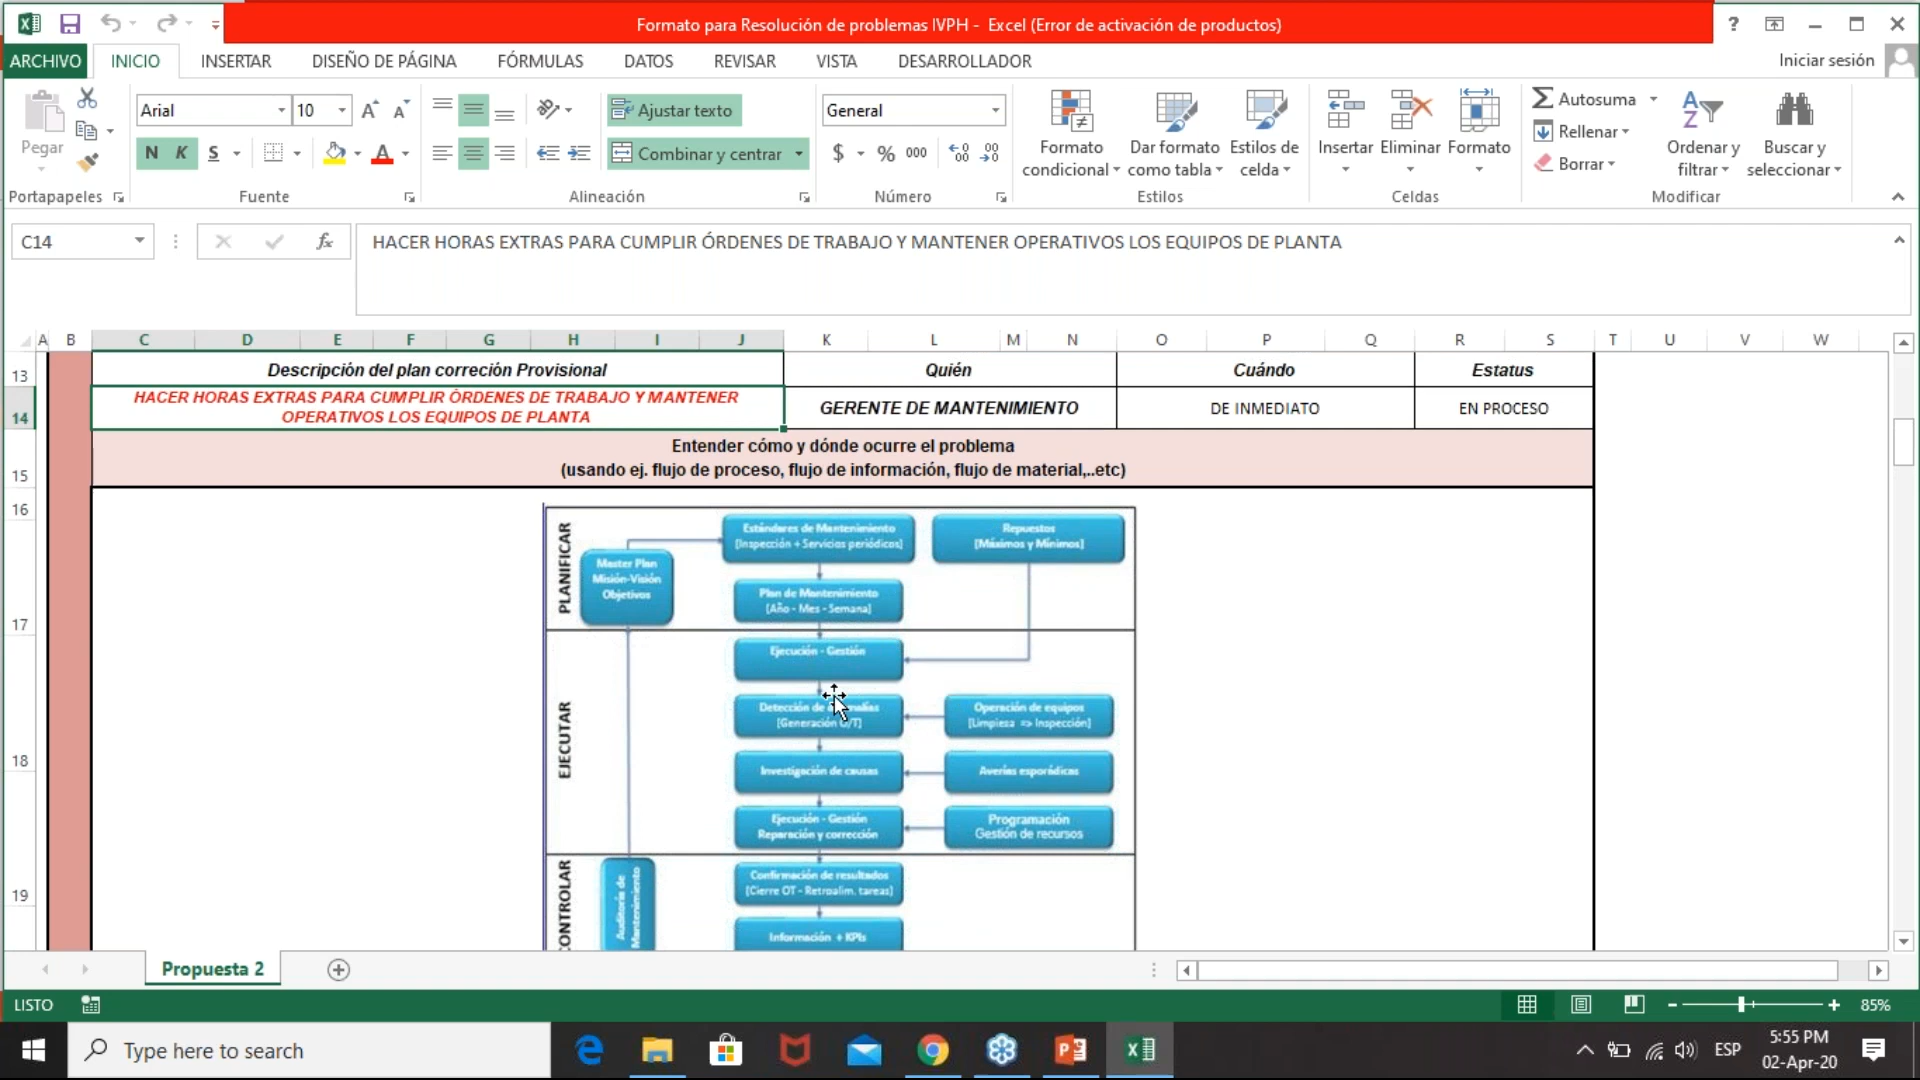 Formato para Resolución de problemas IVPH - Excel (Error de activación de productos)
?
ARCHIVO INICIO INSERTAR DISEÑO DE PÁGINA FÓRMULAS DATOS REVISAR VISTA DESARROLLADOR Iniciar sesión
Pegar
Portapapeles
Arial 10
N K S A
Fuente
Ajustar texto
Combinar y centrar
Alineación
General
$ % 000
Número
Formato condicional
Dar formato como tabla
Estilos de celda
Estilos
Insertar Eliminar Formato
Celdas
Autosuma
Rellenar
Borrar
Ordenar y filtrar
Buscar y seleccionar
Modificar
C14 fx HACER HORAS EXTRAS PARA CUMPLIR ÓRDENES DE TRABAJO Y MANTENER OPERATIVOS LOS EQUIPOS DE PLANTA
A B C D E F G H I J K L M N O P Q R S T U V W
13 Descripción del plan correción Provisional Quién Cuándo Estatus
14 HACER HORAS EXTRAS PARA CUMPLIR ÓRDENES DE TRABAJO Y MANTENER
OPERATIVOS LOS EQUIPOS DE PLANTA
GERENTE DE MANTENIMIENTO DE INMEDIATO EN PROCESO
15 Entender cómo y dónde ocurre el problema
(usando ej. flujo de proceso, flujo de información, flujo de material,..etc)
16
17
18
19
PLANIFICAR
Master Plan
Misión-Visión
Objetivos
Estándares de Mantenimiento
[Inspección + Servicios periódicos]
Repuestos
[Máximos y Mínimos]
Plan de Mantenimiento
[Año - Mes - Semana]
EJECUTAR
Ejecución - Gestión
Detección de
[Generación O/T]
Operación de equipos
[Limpiesa => Inspección]
Investigación de causas
Averías esporádicas
Ejecución - Gestión
Reparación y corrección
Programación
Gestión de recursos
CONTROLAR
Auditoría de
Mantenimiento
Confirmación de resultados
[Cierre OT - Retroalim. tareas]
Información + KPIs
Propuesta 2
LISTO 85%
Type here to search
ESP
5:55 PM
02-Apr-20